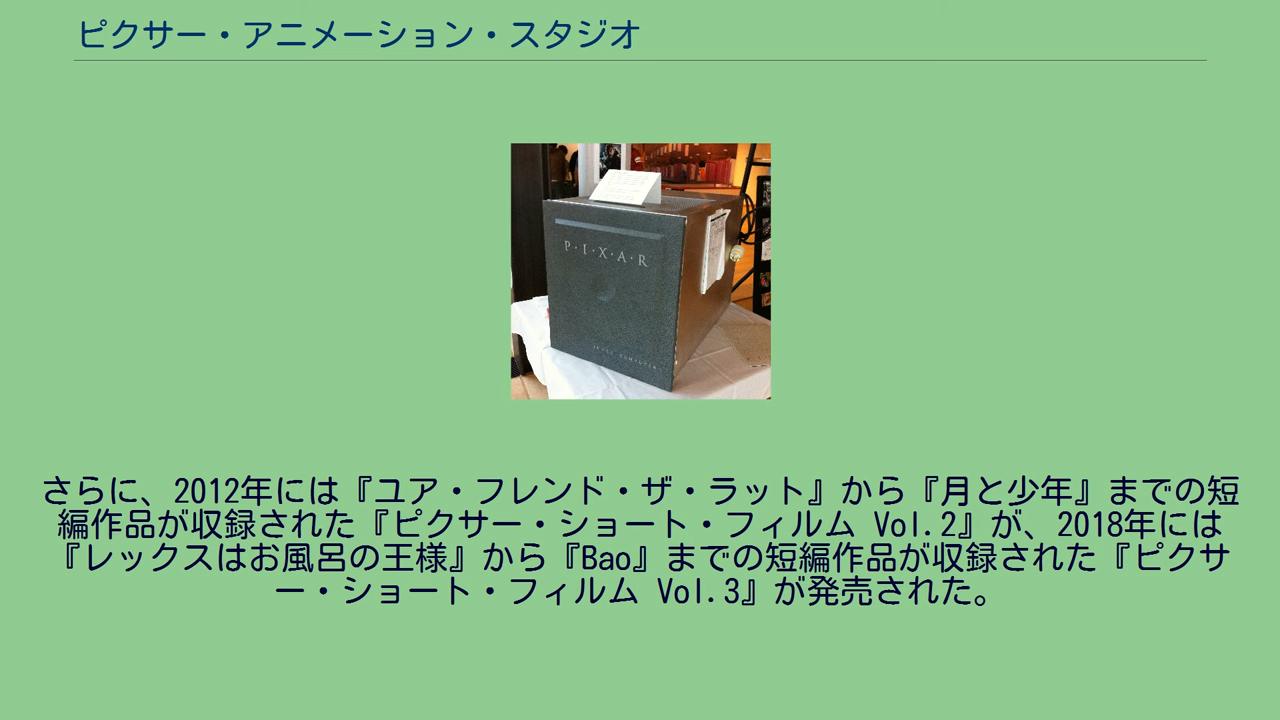 ピクサー・アニメーション・スタジオ
P·I·X·A·R
さらに、2012年には『ユア・フレンド・ザ・ラット』から『月と少年』までの短
編作品が収録された『ピクサー・ショート・フィルム Vol.2』が、2018年には
『レックスはお風呂の王様』から『Bao』までの短編作品が収録された『ピクサ
ー・ショート・フィルム Vol.3』が発売された。